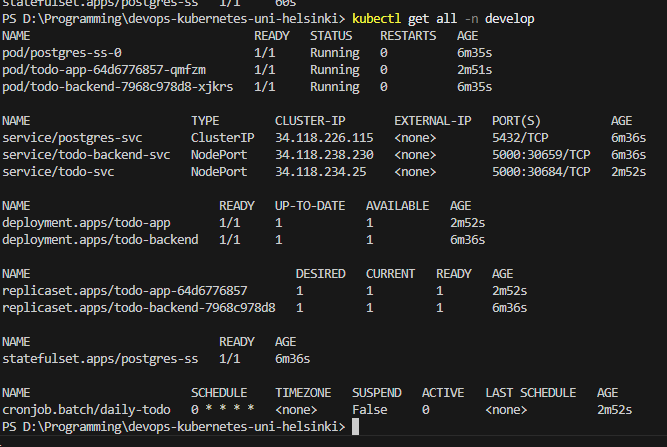 statefulset.apps/postgres-ss   1/1     60s
PS D:\Programming\devops-kubernetes-uni-helsinki> kubectl get all -n develop
NAME                                READY   STATUS    RESTARTS   AGE
pod/postgres-ss-0                   1/1     Running   0          6m35s
pod/todo-app-64d6776857-qmfzm       1/1     Running   0          2m51s
pod/todo-backend-7968c978d8-xjkrs   1/1     Running   0          6m35s
NAME                       TYPE        CLUSTER-IP       EXTERNAL-IP   PORT(S)          AGE
service/postgres-svc       ClusterIP   34.118.226.115   <none>        5432/TCP         6m36s
service/todo-backend-svc   NodePort    34.118.238.230   <none>        5000:30659/TCP   6m36s
service/todo-svc           NodePort    34.118.234.25    <none>        5000:30684/TCP   2m52s
NAME                           READY   UP-TO-DATE   AVAILABLE   AGE
deployment.apps/todo-app       1/1     1            1           2m52s
deployment.apps/todo-backend   1/1     1            1           6m36s
NAME                                      DESIRED   CURRENT   READY   AGE
replicaset.apps/todo-app-64d6776857       1         1         1       2m52s
replicaset.apps/todo-backend-7968c978d8   1         1         1       6m36s
NAME                           READY   AGE
statefulset.apps/postgres-ss   1/1     6m36s
NAME                       SCHEDULE    TIMEZONE   SUSPEND   ACTIVE   LAST SCHEDULE   AGE
cronjob.batch/daily-todo   0 * * * *   <none>     False     0        <none>          2m52s
PS D:\Programming\devops-kubernetes-uni-helsinki>